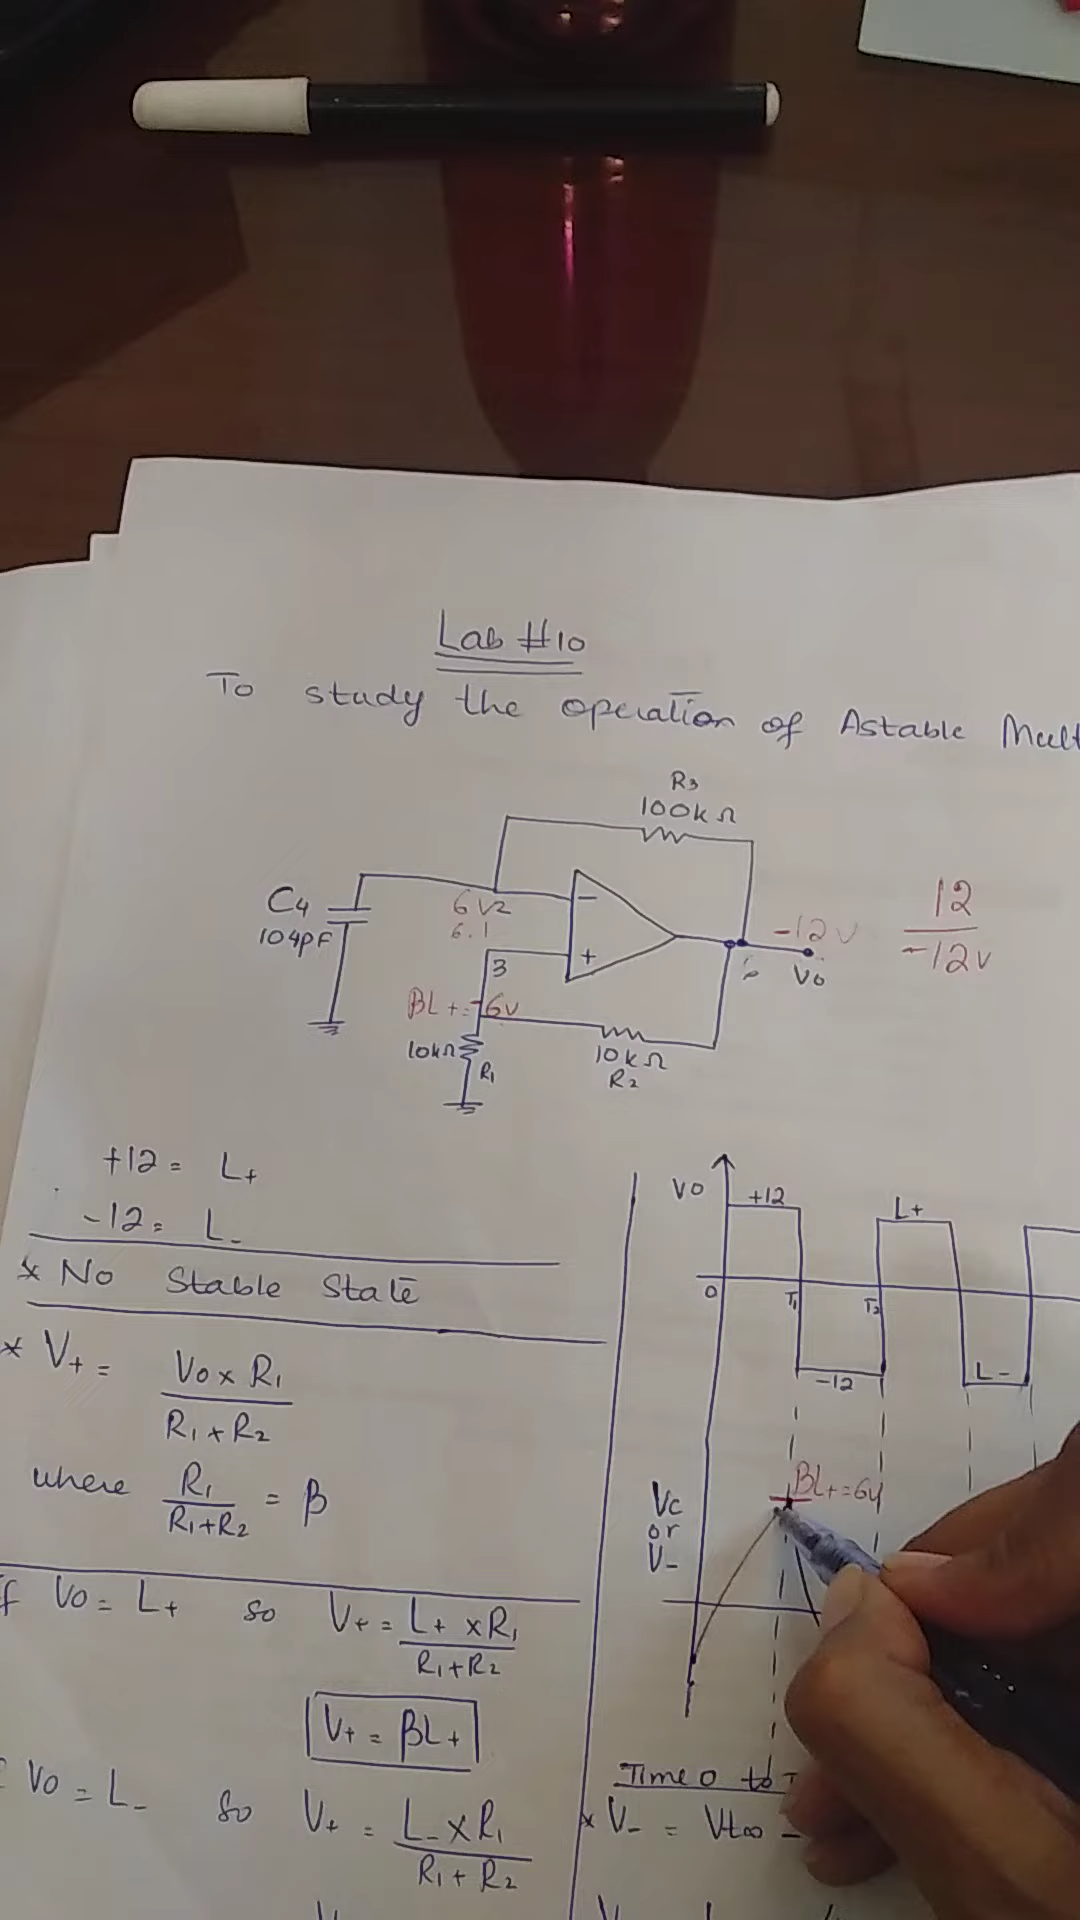 Lab #10
To study the operation of Astable Mult
R3
100kΩ
C4
104pF
6V 2
6.1
-
+
3
BL+=6V
10kΩ
R1
10kΩ
R2
-12V
Vo
12
-12V
+12= L+
-12= L-
* No Stable State
* V+= Vo x R1
R1+R2
where R1 = β
R1+R2
If Vo = L+ so V+= L+ x R1
R1+R2
V+ = βL+
Vo = L- so V+ = L- x R1
R1+R2
Vo
+12
L+
0
T1
T2
-12
L-
BL+=6V
Vc
or
V-
Time 0 to T
* V- = Vt∞ -